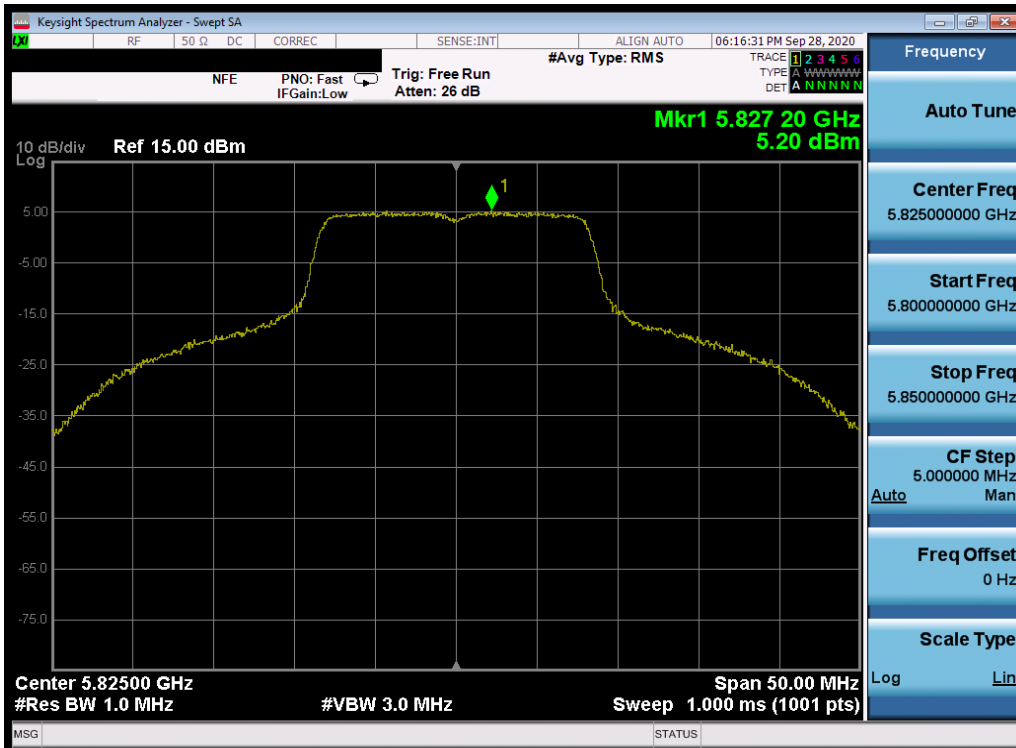 Keysight Spectrum Analyzer - Swept SA
LXI RF 50 Ω DC CORREC SENSE:INT ALIGN AUTO 06:16:31 PM Sep 28, 2020
#Avg Type: RMS TRACE 1 2 3 4 5 6
NFE PNO: Fast Trig: Free Run TYPE A WWWWW
IFGain:Low Atten: 26 dB DET A N N N N N
Mkr1 5.827 20 GHz
5.20 dBm
10 dB/div Ref 15.00 dBm
Log
1
5.00
-5.00
-15.0
-25.0
-35.0
-45.0
-55.0
-65.0
-75.0
Center 5.82500 GHz Span 50.00 MHz
#Res BW 1.0 MHz #VBW 3.0 MHz Sweep 1.000 ms (1001 pts)
MSG STATUS
Frequency
Auto Tune
Center Freq
5.825000000 GHz
Start Freq
5.800000000 GHz
Stop Freq
5.850000000 GHz
CF Step
5.000000 MHz
Auto Man
Freq Offset
0 Hz
Scale Type
Log Lin